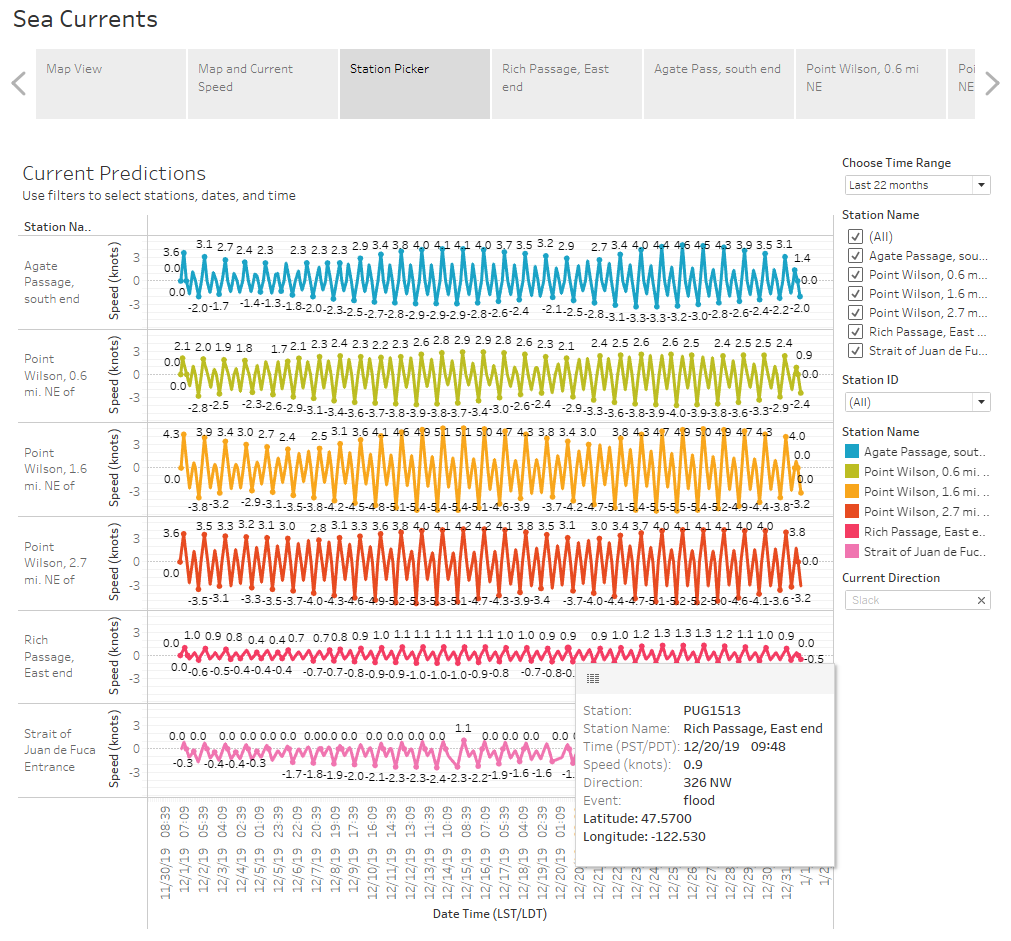 Sea Currents
Map View
Map and Current
Speed
Station Picker
Rich Passage, East
end
Agate Pass, south end
Point Wilson, 0.6 mi
NE
Poi
NE
Current Predictions
Use filters to select stations, dates, and time
Station Na..
Agate
Passage,
south end
Speed (knots)
3
0
-3
3.6 3.1 2.7 2.4 2.3 2.3 2.3 2.3 2.9 3.4 3.8 4.0 4.1 4.1 4.0 3.7 3.5 3.2 2.9 2.7 3.4 4.0 4.4 4.6 4.5 4.3 3.9 3.5 3.1 1.4
0.0 0.0
0.0 -2.0 -1.7 -1.4 -1.3 -1.8 -2.0 -2.3 -2.5 -2.7 -2.8 -2.9 -2.9 -2.9 -2.9 -2.8 -2.6 -2.4 -2.1 -2.5 -2.8 -3.1 -3.3 -3.3 -3.2 -3.0 -2.8 -2.6 -2.4 -2.2 -2.0
Point
Wilson, 0.6
mi. NE of
Speed (knots)
3
0
-3
2.1 2.0 1.9 1.8 1.7 2.1 2.3 2.4 2.3 2.2 2.3 2.6 2.8 2.9 2.9 2.8 2.6 2.3 2.1 2.4 2.5 2.6 2.6 2.5 2.4 2.5 2.5 2.4 0.9
0.0 0.0
0.0 -2.8 -2.5 -2.3 -2.6 -2.9 -3.1 -3.4 -3.6 -3.7 -3.8 -3.9 -3.8 -3.7 -3.4 -3.0 -2.6 -2.4 -2.9 -3.3 -3.6 -3.8 -3.9 -4.0 -3.9 -3.8 -3.6 -3.3 -2.9 -2.4
Point
Wilson, 1.6
mi. NE of
Speed (knots)
3
0
-3
4.3 3.9 3.4 3.0 2.7 2.4 2.5 3.1 3.6 4.1 4.6 4.9 5.1 5.1 5.0 4.7 4.3 3.8 3.4 3.0 3.8 4.3 4.7 4.9 5.0 4.9 4.7 4.3 4.0
0.0
0.0 0.0
-3.8 -3.2 -2.9 -3.1 -3.5 -3.8 -4.2 -4.5 -5.1 -4.6 -3.9 -3.7 -4.2 -4.7 -5.1 -5.4 -5.5 -5.5 -5.4 -5.2 -4.9 -4.4 -3.8 -3.2
Point
Wilson, 2.7
mi. NE of
Speed (knots)
3
0
-3
3.6 3.5 3.3 3.2 3.1 3.0 2.8 3.1 3.3 3.6 3.8 4.0 4.1 4.2 4.2 4.1 3.8 3.5 3.1 3.0 3.4 3.7 4.0 4.1 4.1 4.0 4.0 4.0 3.8
0.0
0.0
-3.5 -3.1 -3.3 -3.5 -3.7 -4.0 -4.3 -4.6 -4.9 -5.2 -5.3 -5.3 -5.1 -4.7 -4.3 -3.9 -3.4 -3.7 -4.0 -4.4 -4.8 -5.1 -5.2 -5.2 -5.0 -4.6 -4.1 -3.6 -3.2
Rich
Passage,
East end
Speed (knots)
3
0
-3
0.0 1.0 0.9 0.8 0.4 0.4 0.7 0.7 0.8 0.9 1.0 1.1 1.1 1.1 1.1 1.1 1.0 1.0 0.9 0.9 0.9 1.0 1.2 1.3 1.3 1.3 1.2 1.1 1.0 0.9 0.0
0.0 -0.6 -0.5 -0.4 -0.4 -0.4 -0.7 -0.7 -0.8 -0.9 -0.9 -1.0 -1.0 -1.0 -0.9 -0.8 -0.7 -0.8 -0.5
Strait of
Juan de Fuca
Entrance
Speed (knots)
3
0
-3
0.0 0.0 0.0 0.0 0.0 0.0 0.0 0.0 0.0 0.0 0.0 1.1 0.0 0.0 0.0 0.0
-0.3 -0.4 -0.4 -0.3 -1.7 -1.8 -1.9 -2.0 -2.1 -2.3 -2.3 -2.4 -2.3 -2.2 -1.9 -1.6 -1.6
11/30/19 08:39
12/1/19 07:09
12/2/19 05:39
12/3/19 04:09
12/4/19 02:39
12/5/19 01:09
12/5/19 23:39
12/6/19 22:09
12/7/19 20:39
12/8/19 19:09
12/9/19 17:39
12/10/19 16:09
12/11/19 14:39
12/12/19 13:09
12/13/19 11:39
12/14/19 10:09
12/15/19 08:39
12/16/19 07:09
12/17/19 05:39
12/18/19 04:09
12/19/19 02:39
12/20/19 01:09
12/20
12/21
12/22
12/23
12/24
12/25
12/26
12/27
12/28
12/29
12/30
12/31
1/1
1/2
Date Time (LST/LDT)
Station: PUG1513
Station Name: Rich Passage, East end
Time (PST/PDT): 12/20/19 09:48
Speed (knots): 0.9
Direction: 326 NW
Event: flood
Latitude: 47.5700
Longitude: -122.530
Choose Time Range
Last 22 months
Station Name
(All)
Agate Passage, sou...
Point Wilson, 0.6 m...
Point Wilson, 1.6 m...
Point Wilson, 2.7 m...
Rich Passage, East ...
Strait of Juan de Fu...
Station ID
(All)
Station Name
Agate Passage, sout..
Point Wilson, 0.6 mi. ..
Point Wilson, 1.6 mi. ..
Point Wilson, 2.7 mi. ..
Rich Passage, East e..
Strait of Juan de Fuc..
Current Direction
Slack